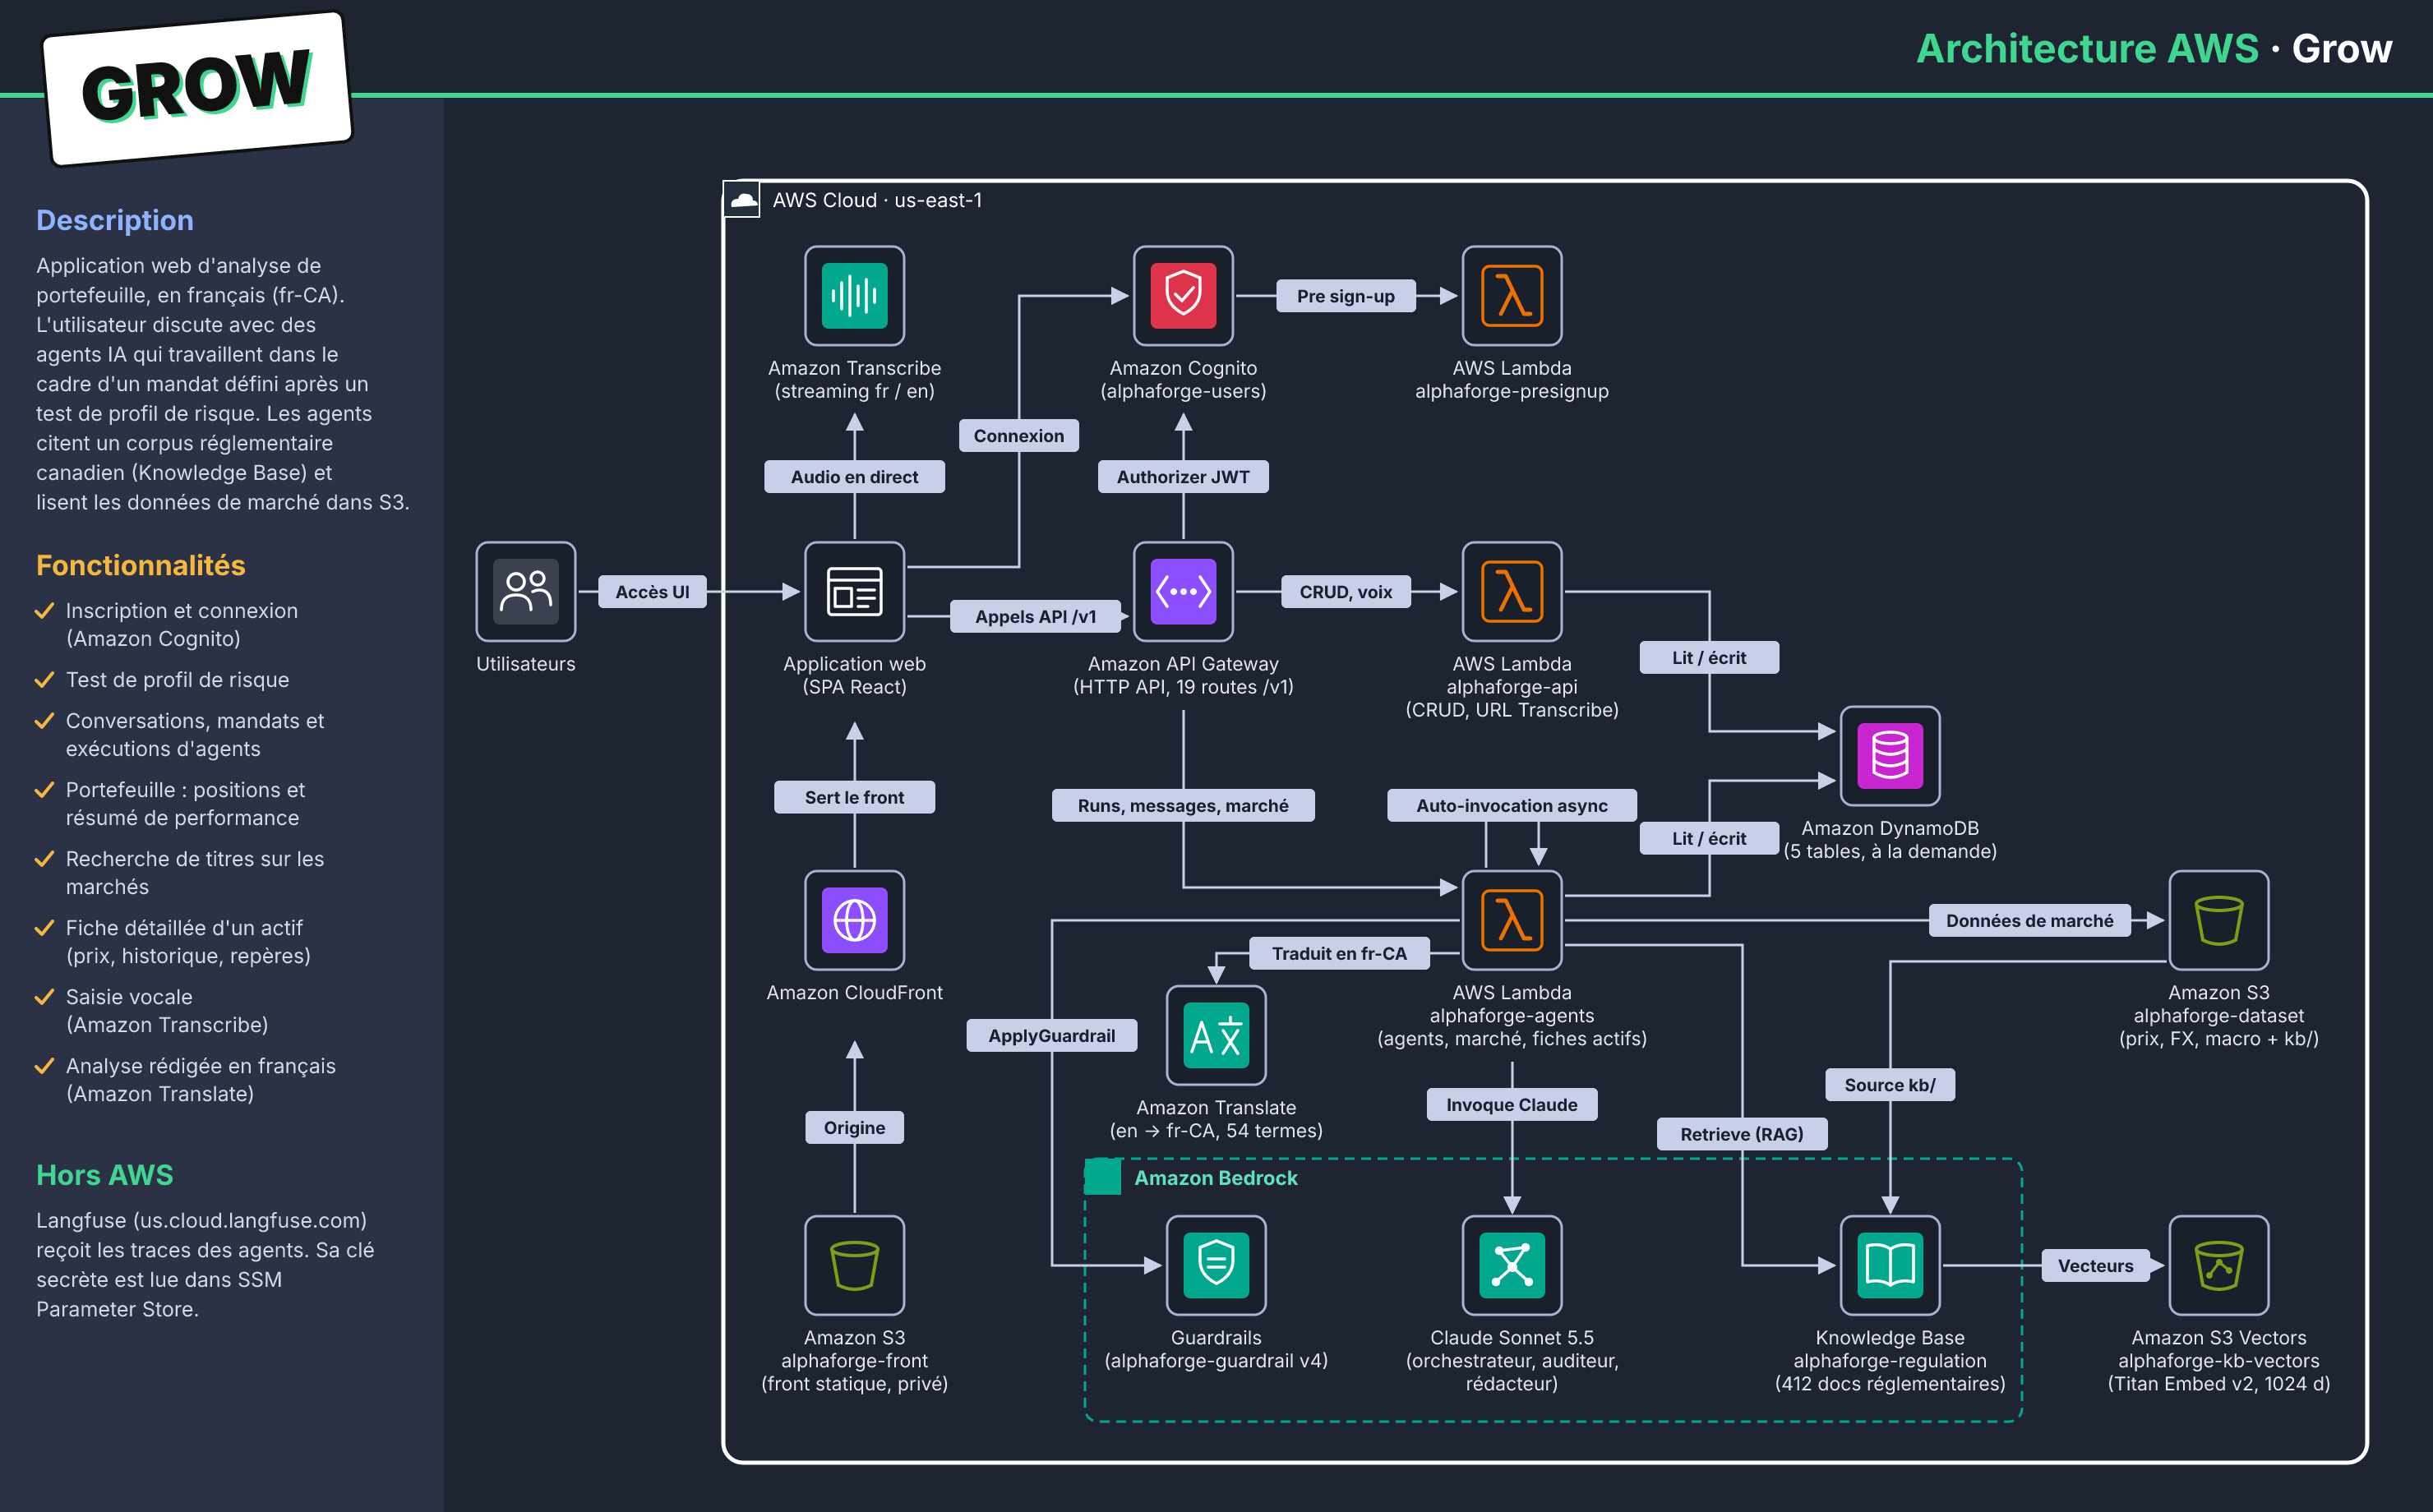 GROW
Architecture AWS · Grow
Description
Application web d'analyse de
portefeuille, en français (fr-CA).
L'utilisateur discute avec des
agents IA qui travaillent dans le
cadre d'un mandat défini après un
test de profil de risque. Les agents
citent un corpus réglementaire
canadien (Knowledge Base) et
lisent les données de marché dans S3.
Fonctionnalités
Inscription et connexion
(Amazon Cognito)
Test de profil de risque
Conversations, mandats et
exécutions d'agents
Portefeuille : positions et
résumé de performance
Recherche de titres sur les
marchés
Fiche détaillée d'un actif
(prix, historique, repères)
Saisie vocale
(Amazon Transcribe)
Analyse rédigée en français
(Amazon Translate)
Hors AWS
Langfuse (us.cloud.langfuse.com)
reçoit les traces des agents. Sa clé
secrète est lue dans SSM
Parameter Store.
AWS Cloud · us-east-1
Amazon Transcribe
(streaming fr / en)
Amazon Cognito
(alphaforge-users)
Pre sign-up
AWS Lambda
alphaforge-presignup
Connexion
Audio en direct
Authorizer JWT
Utilisateurs
Accès UI
Application web
(SPA React)
Appels API /v1
Amazon API Gateway
(HTTP API, 19 routes /v1)
CRUD, voix
AWS Lambda
alphaforge-api
(CRUD, URL Transcribe)
Lit / écrit
Sert le front
Runs, messages, marché
Auto-invocation async
Lit / écrit
Amazon DynamoDB
(5 tables, à la demande)
Amazon CloudFront
Traduit en fr-CA
AWS Lambda
alphaforge-agents
(agents, marché, fiches actifs)
Données de marché
Amazon S3
alphaforge-dataset
(prix, FX, macro + kb/)
ApplyGuardrail
Amazon Translate
(en → fr-CA, 54 termes)
Invoque Claude
Source kb/
Retrieve (RAG)
Origine
Amazon Bedrock
Amazon S3
alphaforge-front
(front statique, privé)
Guardrails
(alphaforge-guardrail v4)
Claude Sonnet 5.5
(orchestrateur, auditeur,
rédacteur)
Knowledge Base
alphaforge-regulation
(412 docs réglementaires)
Vecteurs
Amazon S3 Vectors
alphaforge-kb-vectors
(Titan Embed v2, 1024 d)